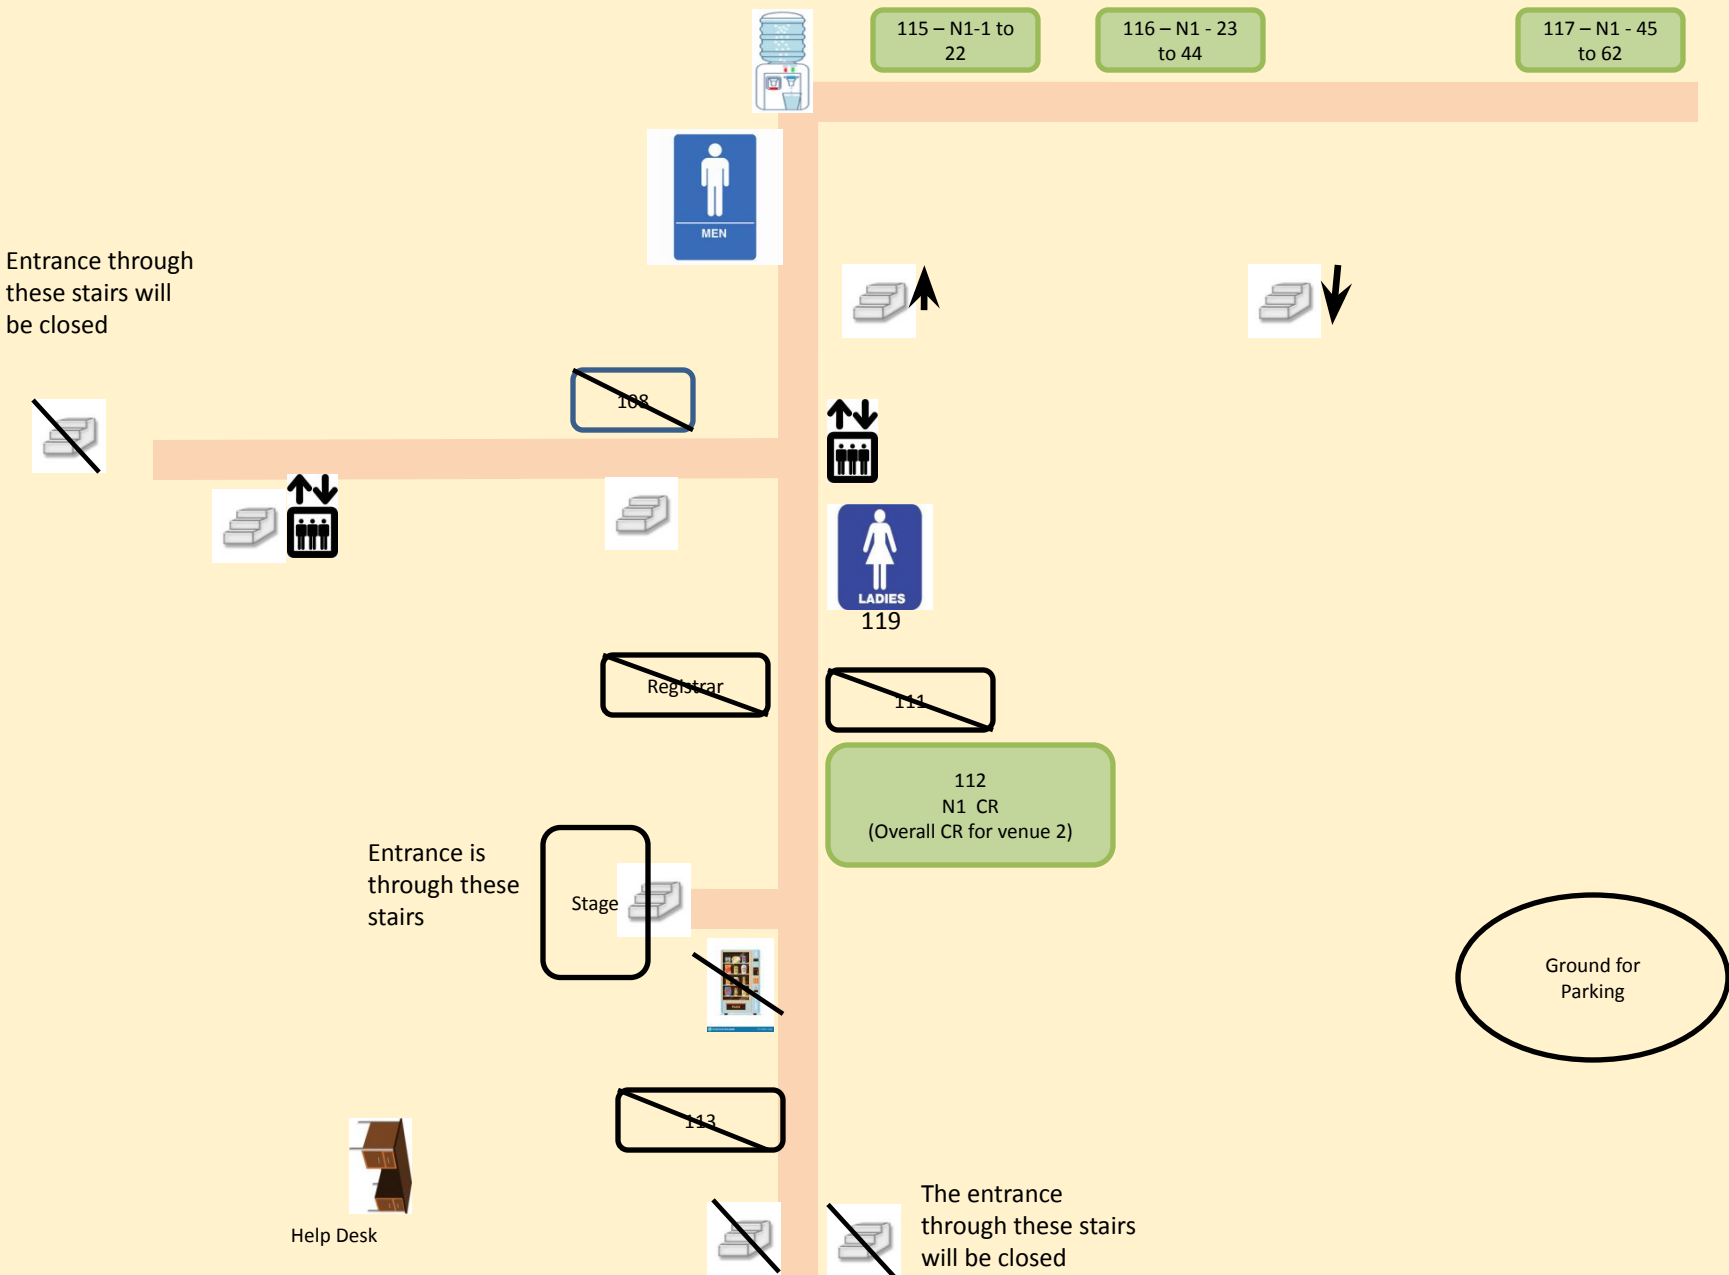 115 – N1-1 to
22
116 – N1 - 23
to 44
117 – N1 - 45
to 62
MEN
Entrance through
these stairs will
be closed
108
LADIES
119
Registrar
111
112
N1 CR
(Overall CR for venue 2)
Entrance is
through these
stairs
Stage
Ground for
Parking
113
Help Desk
The entrance
through these stairs
will be closed